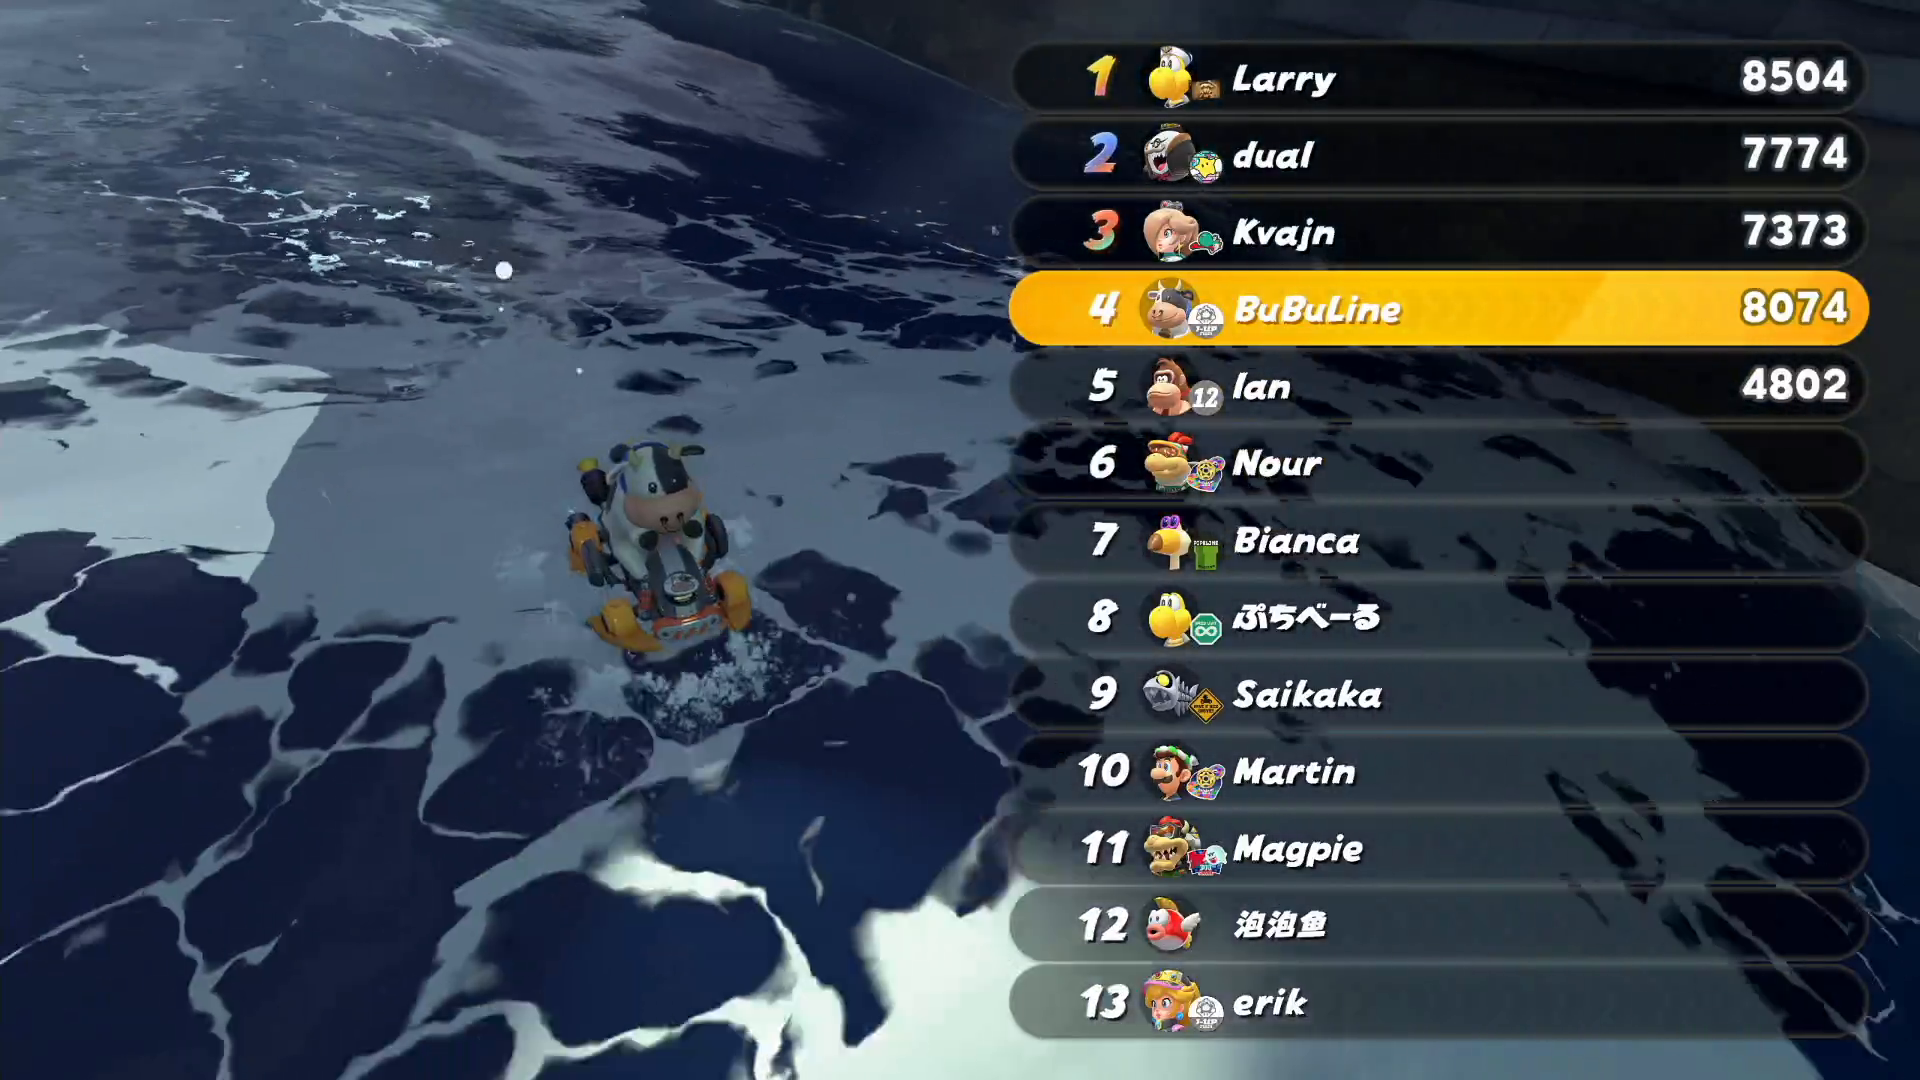 1 Larry 8504
2 dual 7774
3 Kvajn 7373
4 BuBuLine 8074
5 Ian 4802
12
6 Nour
7 Bianca
8 ぷちべーる
9 Saikaka
10 Martin
11 Magpie
12 泡泡鱼
13 erik